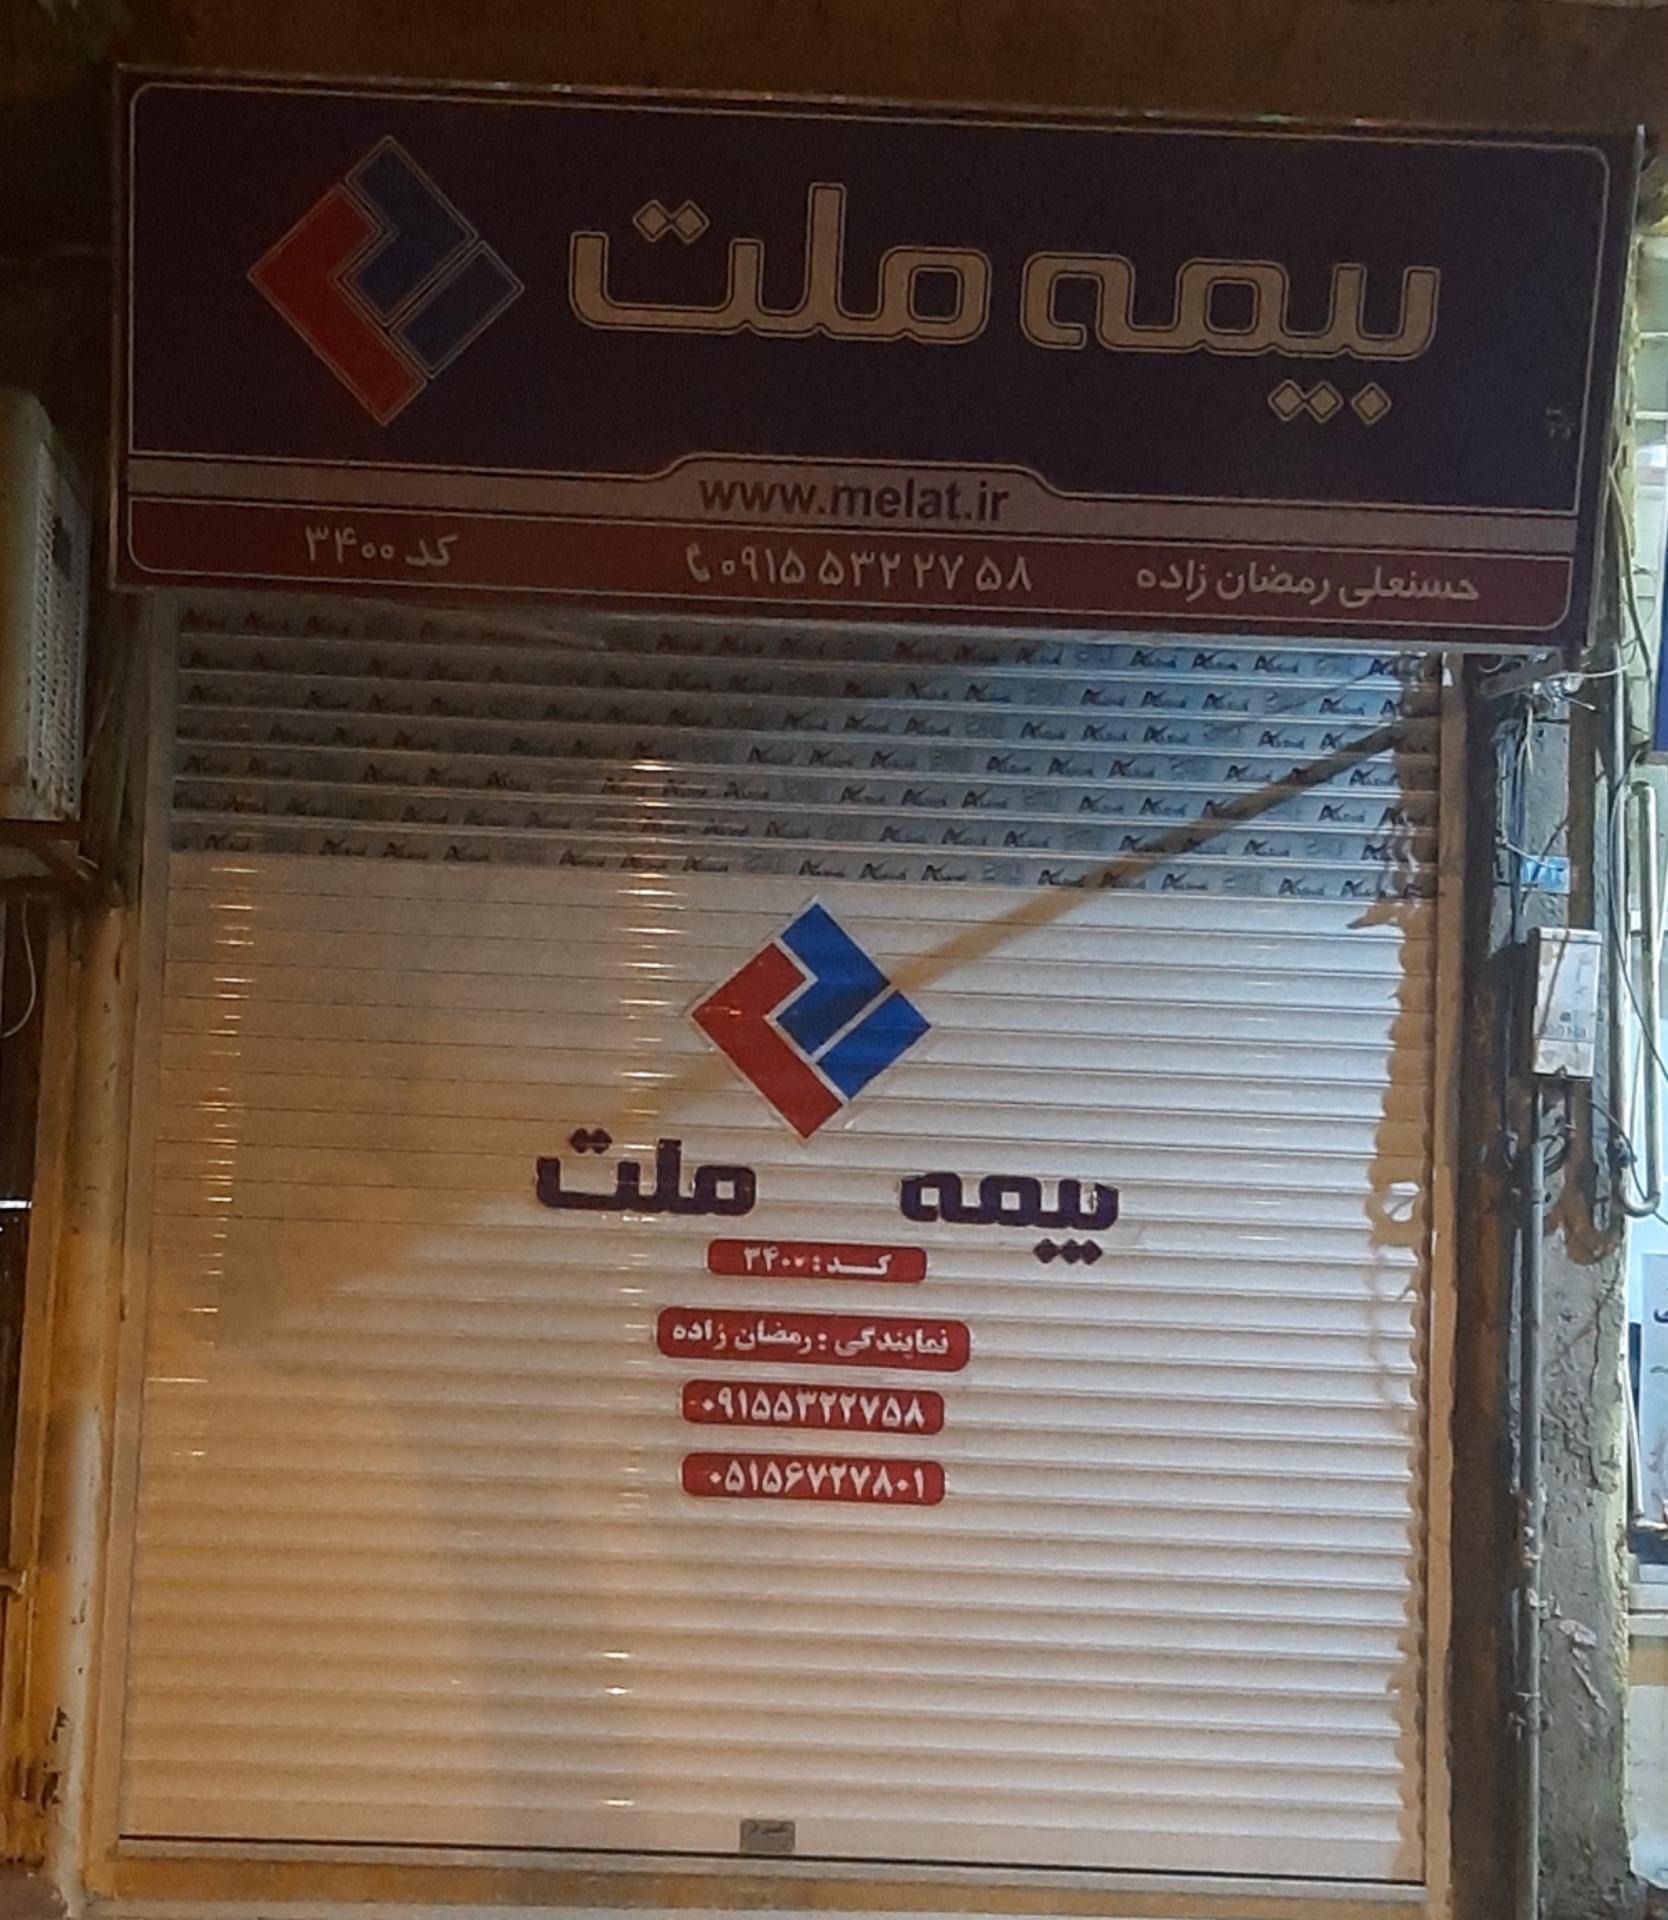 بیمه ملت
www.melat.ir
حسنعلی رمضان زاده ۰۹۱۵ ۵۳۲ ۲۷ ۵۸ کد ۳۴۰۰
بیمه ملت
کد : ۳۴۰۰
نمایندگی : رمضان زاده
۰۹۱۵۵۳۲۲۷۵۸
۰۵۱۵۶۷۲۷۸۰۱